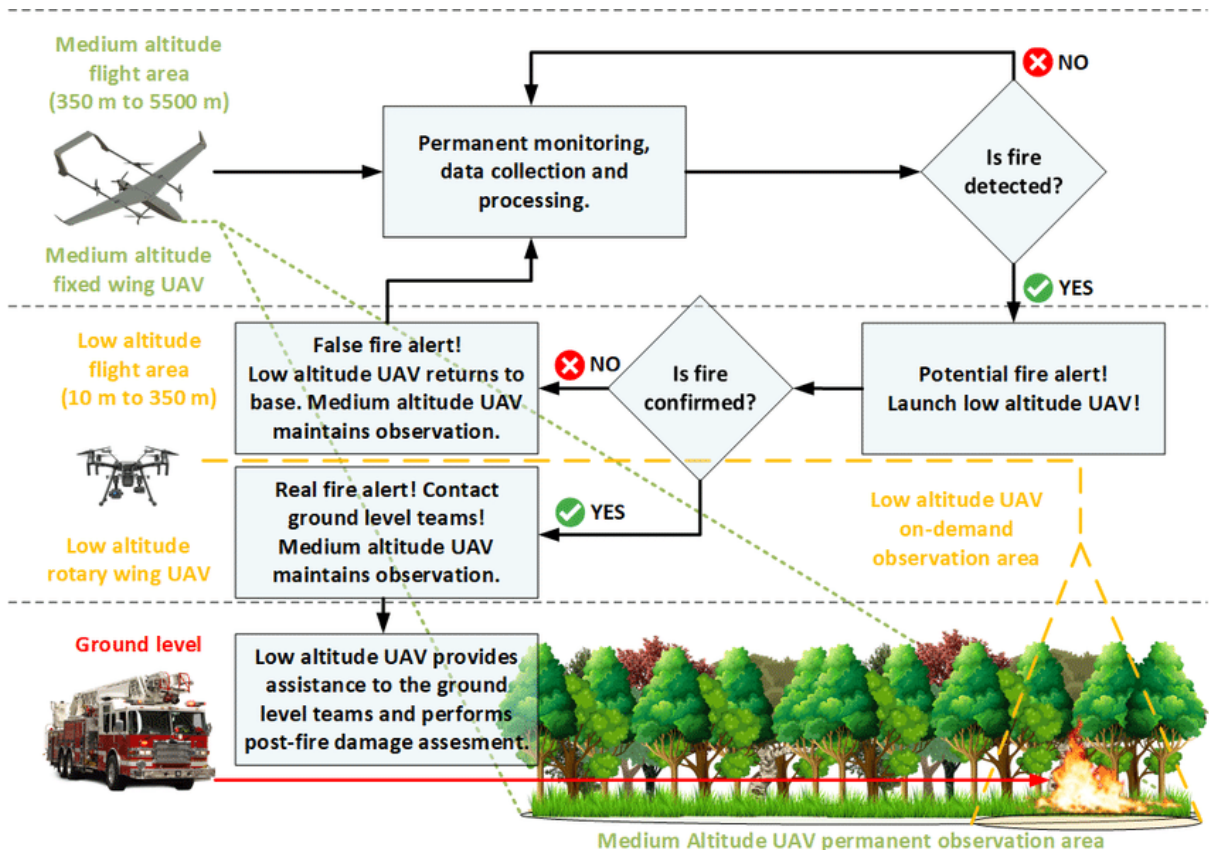 Medium altitude
flight area
(350 m to 5500 m)
Medium altitude
fixed wing UAV
Permanent monitoring,
data collection and
processing.
NO
Is fire
detected?
YES
Low altitude
flight area
(10 m to 350 m)
Low altitude
rotary wing UAV
False fire alert!
Low altitude UAV returns to
base. Medium altitude UAV
maintains observation.
NO
Is fire
confirmed?
Potential fire alert!
Launch low altitude UAV!
Real fire alert! Contact
ground level teams!
Medium altitude UAV
maintains observation.
YES
Low altitude UAV
on-demand
observation area
Ground level
Low altitude UAV provides
assistance to the ground
level teams and performs
post-fire damage assesment.
Medium Altitude UAV permanent observation area